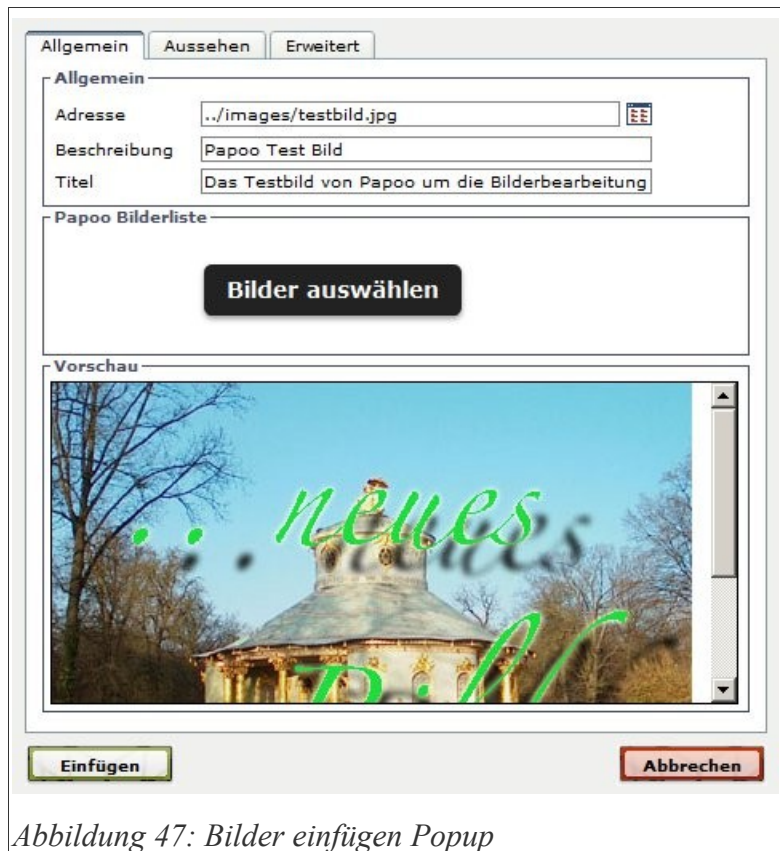 Allgemein Aussehen Erweitert
Allgemein
Adresse ../images/testbild.jpg
Beschreibung Papoo Test Bild
Titel Das Testbild von Papoo um die Bilderbearbeitung
Papoo Bilderliste
Bilder auswählen
Vorschau
... neues
Bild
Einfügen Abbrechen
Abbildung 47: Bilder einfügen Popup